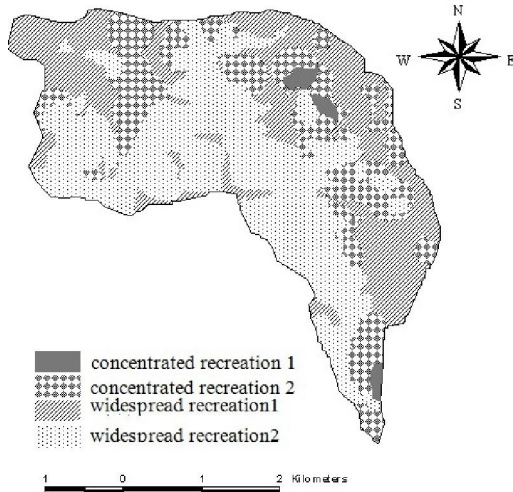 N
W E
S
concentrated recreation 1
concentrated recreation 2
widespread recreation1
widespread recreation2
1 0 1 2 Kilometers